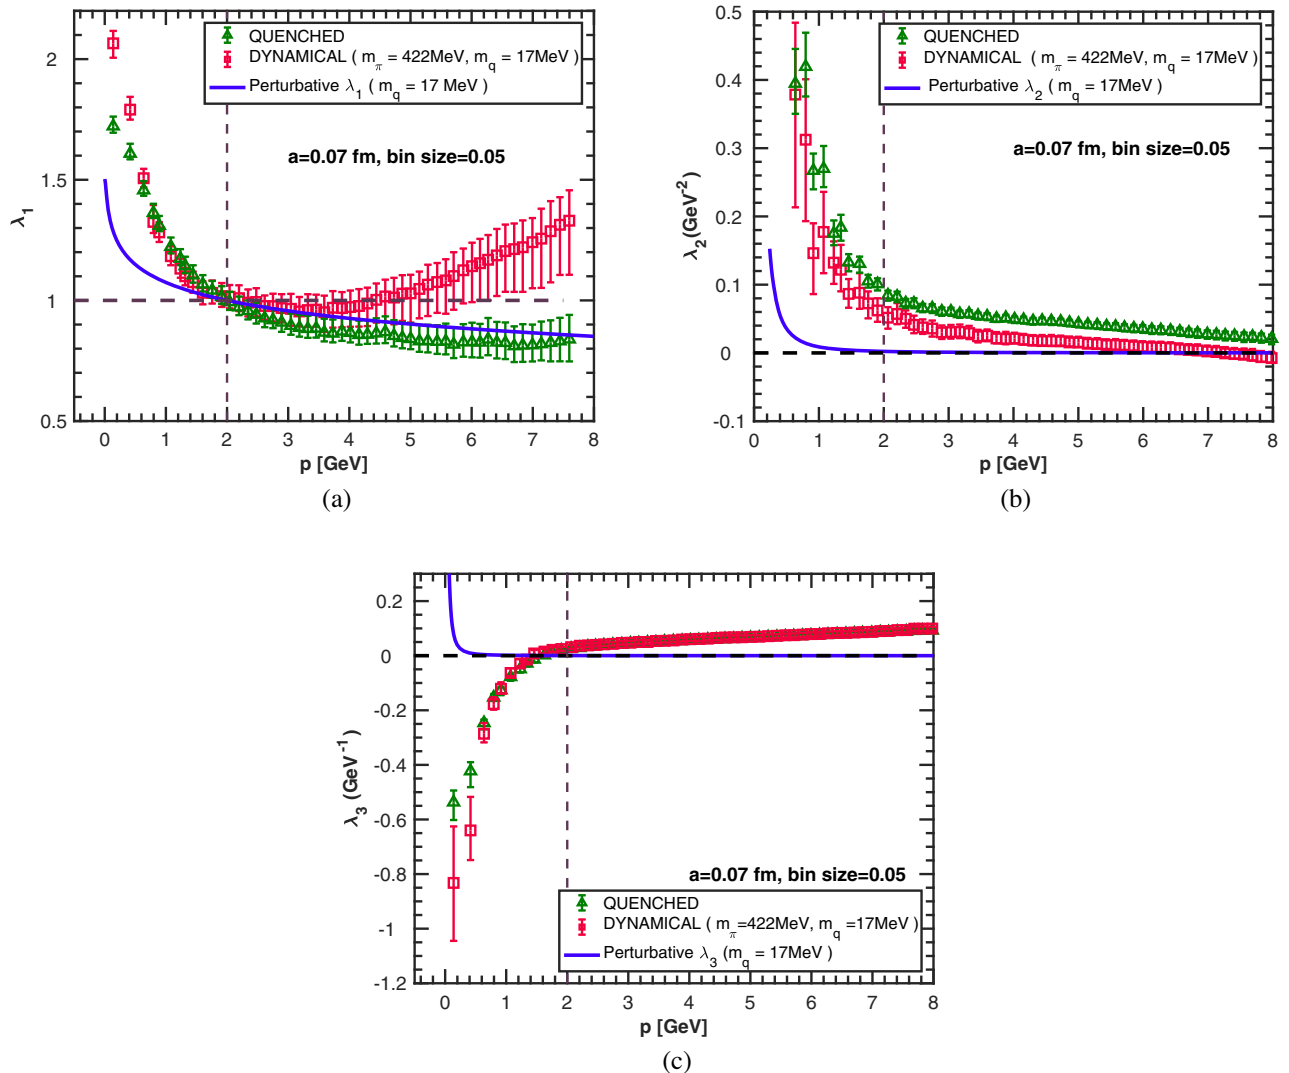 2
1.5
1
0.5
λ1
QUENCHED
DYNAMICAL ( mπ = 422MeV, mq = 17MeV )
Perturbative λ1 ( mq = 17 MeV )
a=0.07 fm, bin size=0.05
0 1 2 3 4 5 6 7 8
p [GeV]
(a)
0.5
0.4
0.3
0.2
0.1
0
-0.1
λ2(GeV-2)
QUENCHED
DYNAMICAL ( mπ = 422MeV, mq = 17MeV )
Perturbative λ2 ( mq = 17MeV )
a=0.07 fm, bin size=0.05
0 1 2 3 4 5 6 7 8
p [GeV]
(b)
0.2
0
-0.2
-0.4
-0.6
-0.8
-1
-1.2
λ3 (GeV-1)
a=0.07 fm, bin size=0.05
QUENCHED
DYNAMICAL ( mπ=422MeV, mq =17MeV )
Perturbative λ3 (mq = 17MeV )
0 1 2 3 4 5 6 7 8
p [GeV]
(c)